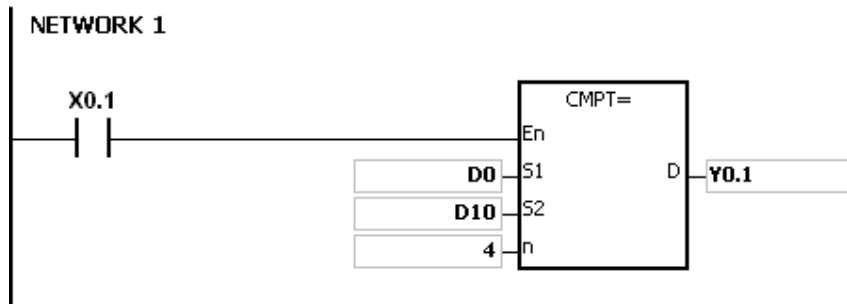 NETWORK 1
X0.1
CMPT=
En
D0 S1 D Y0.1
D10 S2
4 n